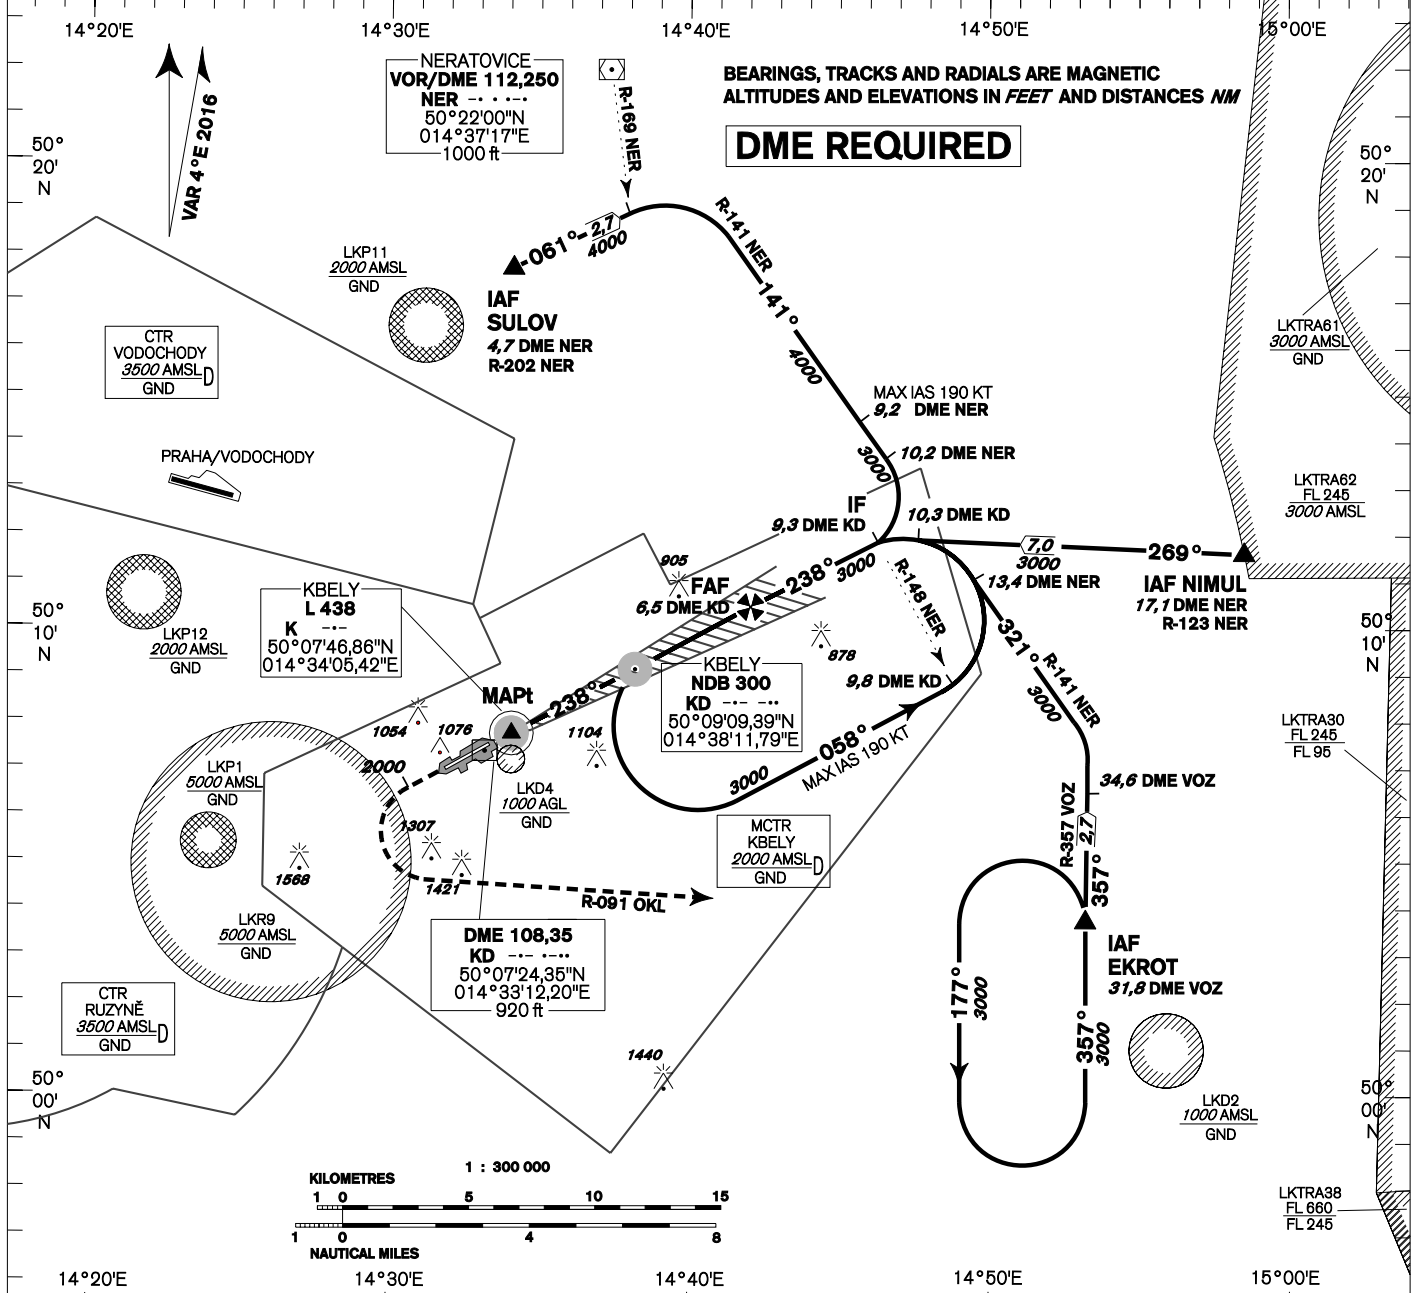 14°20'E
14°30'E
14°40'E
14°50'E
15°00'E
NERATOVICE
VOR/DME 112,250
NER –· · ·–·
50°22'00"N
014°37'17"E
1000 ft
R-169 NER
BEARINGS, TRACKS AND RADIALS ARE MAGNETIC
ALTITUDES AND ELEVATIONS IN FEET AND DISTANCES NM
DME REQUIRED
VAR 4°E 2016
50°
20'
N
50°
20'
N
LKP11
2000 AMSL
GND
061°
2,7
4000
R-141 NER
141°
4000
IAF
SULOV
4,7 DME NER
R-202 NER
CTR
VODOCHODY
3500 AMSL
GND
D
LKTRA61
3000 AMSL
GND
MAX IAS 190 KT
9,2 DME NER
10,2 DME NER
3000
PRAHA/VODOCHODY
LKTRA62
FL 245
3000 AMSL
IF
9,3 DME KD
10,3 DME KD
7,0
3000
269°
IAF NIMUL
17,1 DME NER
R-123 NER
13,4 DME NER
905
FAF
6,5 DME KD
238°
3000
R-148 NER
KBELY
L 438
K –·–
50°07'46,86"N
014°34'05,42"E
LKP12
2000 AMSL
GND
50°
10'
N
50°
10'
N
321°
R-141 NER
3000
878
9,8 DME KD
KBELY
NDB 300
KD –·– –··
50°09'09,39"N
014°38'11,79"E
MAPt
238°
1054
1076
1104
058°
MAX IAS 190 KT
3000
LKTRA30
FL 245
FL 95
2000
LKP1
5000 AMSL
GND
LKD4
1000 AGL
GND
34,6 DME VOZ
R-357 VOZ
2,7
357°
1307
MCTR
KBELY
2000 AMSL
GND
D
1568
1421
R-091 OKL
LKR9
5000 AMSL
GND
DME 108,35
KD –·– –··
50°07'24,35"N
014°33'12,20"E
920 ft
IAF
EKROT
31,8 DME VOZ
177°
3000
357°
3000
CTR
RUZYNĚ
3500 AMSL
GND
D
1440
50°
00'
N
50°
00'
N
LKD2
1000 AMSL
GND
1 : 300 000
KILOMETRES
1 0 5 10 15
1 0 4 8
NAUTICAL MILES
LKTRA38
FL 660
FL 245
14°20'E
14°30'E
14°40'E
14°50'E
15°00'E